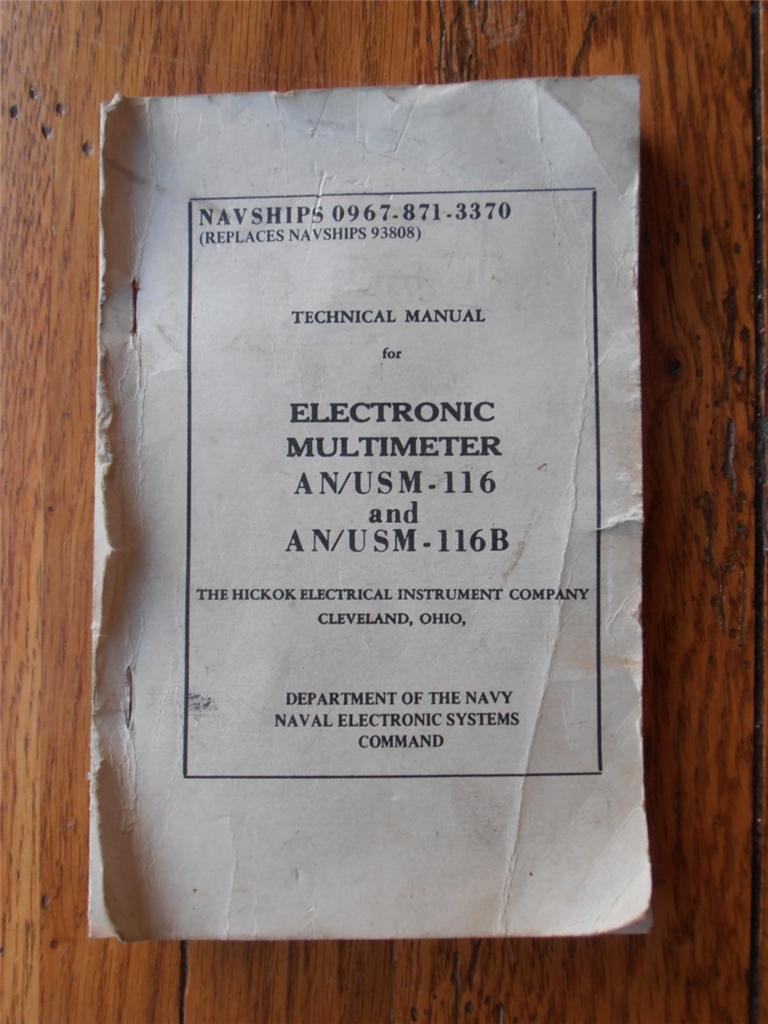 NAVSHIPS 0967-871-3370
(REPLACES NAVSHIPS 93808)
TECHNICAL MANUAL
for
ELECTRONIC
MULTIMETER
AN/USM-116
and
AN/USM-116B
THE HICKOK ELECTRICAL INSTRUMENT COMPANY
CLEVELAND, OHIO,
DEPARTMENT OF THE NAVY
NAVAL ELECTRONIC SYSTEMS
COMMAND